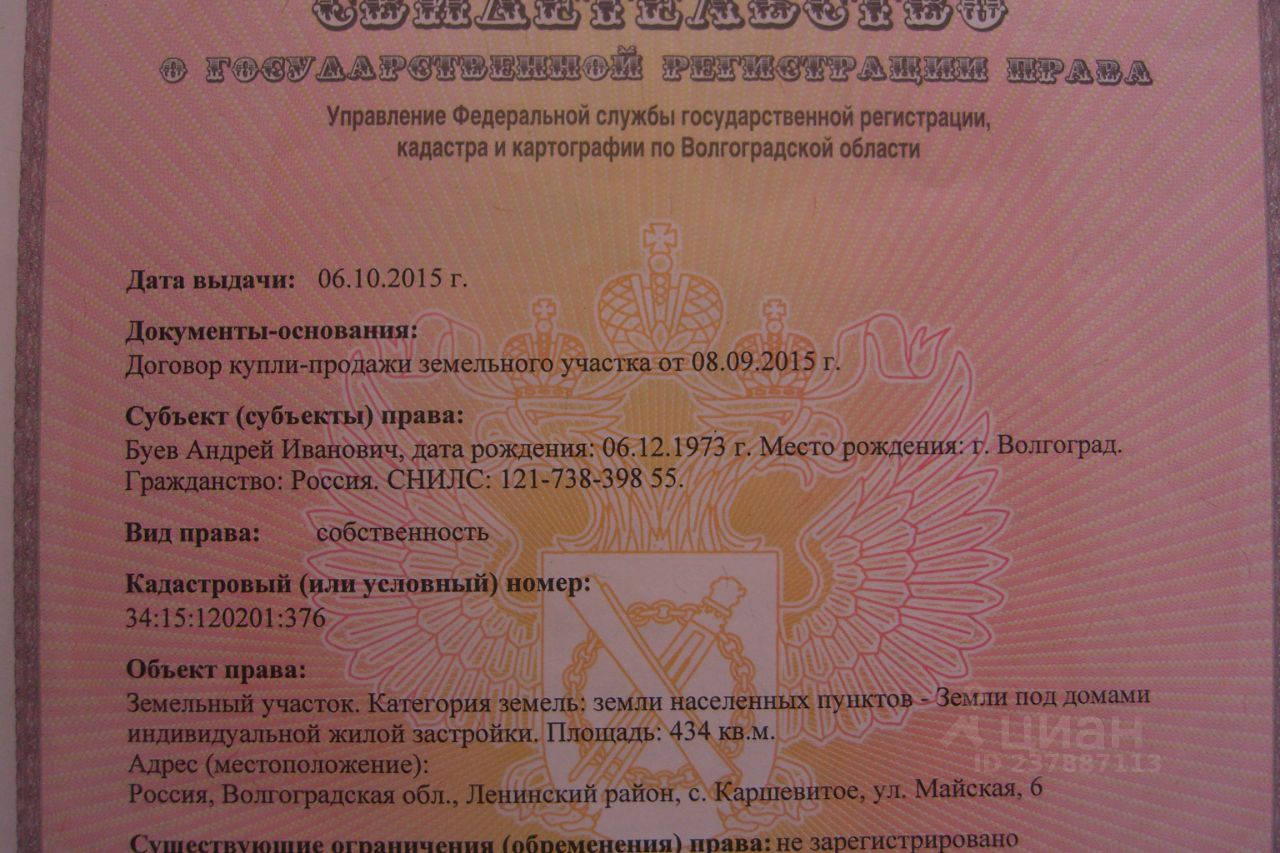 СВИДЕТЕЛЬСТВО
О ГОСУДАРСТВЕННОЙ РЕГИСТРАЦИИ ПРАВА
Управление Федеральной службы государственной регистрации,
кадастра и картографии по Волгоградской области
Дата выдачи: 06.10.2015 г.
Документы-основания:
Договор купли-продажи земельного участка от 08.09.2015 г.
Субъект (субъекты) права:
Буев Андрей Иванович, дата рождения: 06.12.1973 г. Место рождения: г. Волгоград.
Гражданство: Россия. СНИЛС: 121-738-398 55.
Вид права: собственность
Кадастровый (или условный) номер:
34:15:120201:376
Объект права:
Земельный участок. Категория земель: земли населенных пунктов - Земли под домами
индивидуальной жилой застройки. Площадь: 434 кв.м.
Адрес (местоположение):
Россия, Волгоградская обл., Ленинский район, с. Каршевитое, ул. Майская, 6
Существующие ограничения (обременения) права: не зарегистрировано
циан
ID 237887113